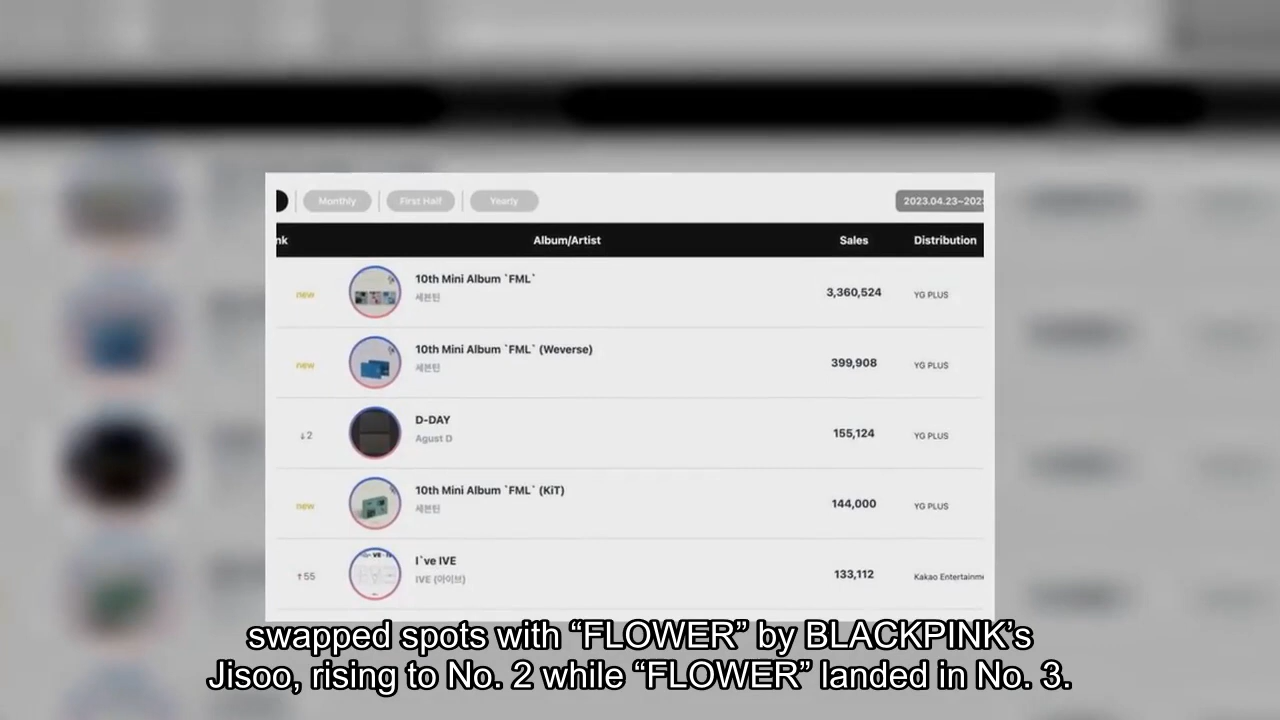 Monthly
First Half
Yearly
2023.04.23~202
nk
Album/Artist
Sales
Distribution
new
10th Mini Album `FML`
세븐틴
3,360,524
YG PLUS
new
10th Mini Album `FML` (Weverse)
세븐틴
399,908
YG PLUS
↓2
D-DAY
Agust D
155,124
YG PLUS
new
10th Mini Album `FML` (KiT)
세븐틴
144,000
YG PLUS
↑55
I`ve IVE
IVE (아이브)
133,112
Kakao Entertainme
swapped spots with “FLOWER” by BLACKPINK’s
Jisoo, rising to No. 2 while “FLOWER” landed in No. 3.